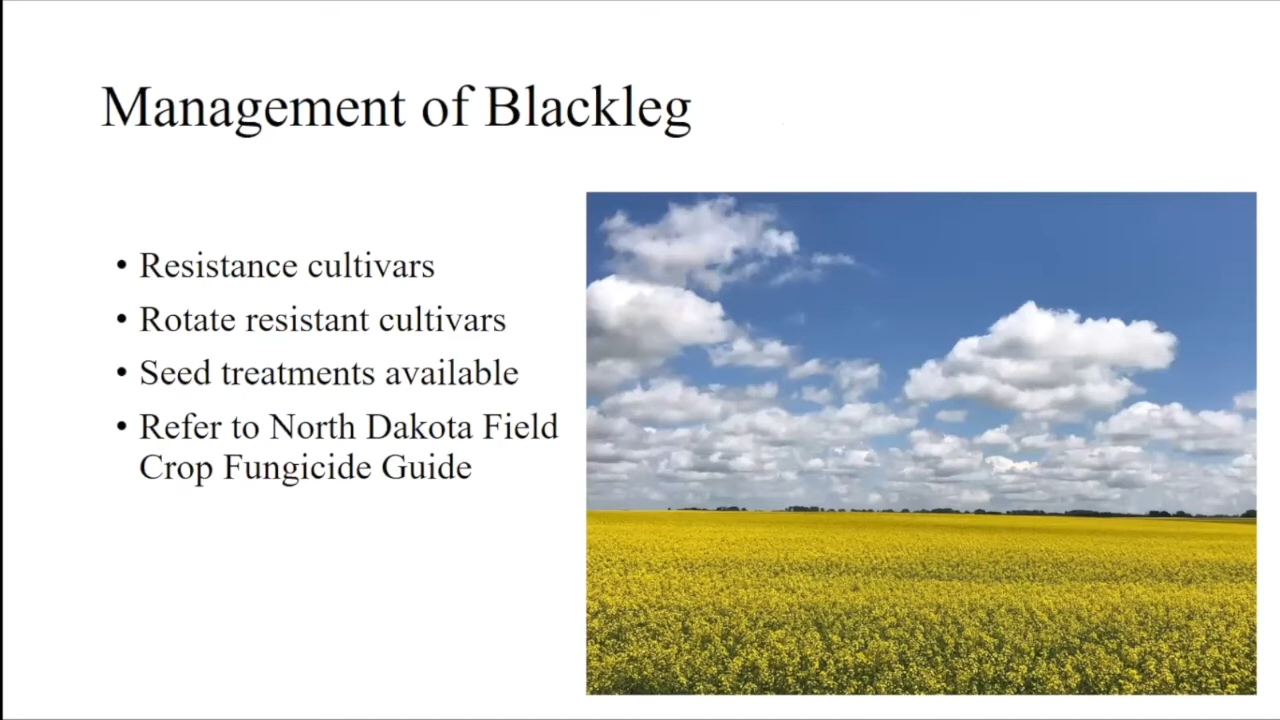 Management of Blackleg
• Resistance cultivars
• Rotate resistant cultivars
• Seed treatments available
• Refer to North Dakota Field
Crop Fungicide Guide